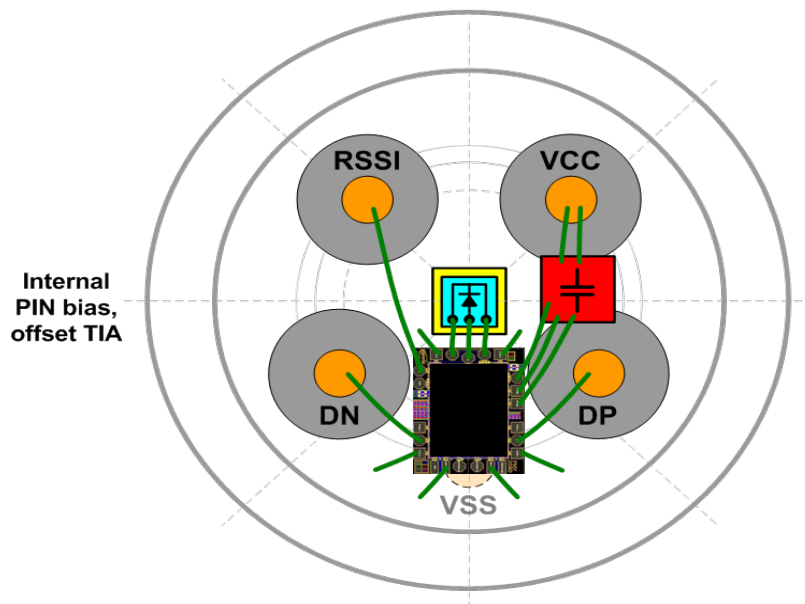 RSSI
VCC
Internal
PIN bias,
offset TIA
DN
DP
VSS